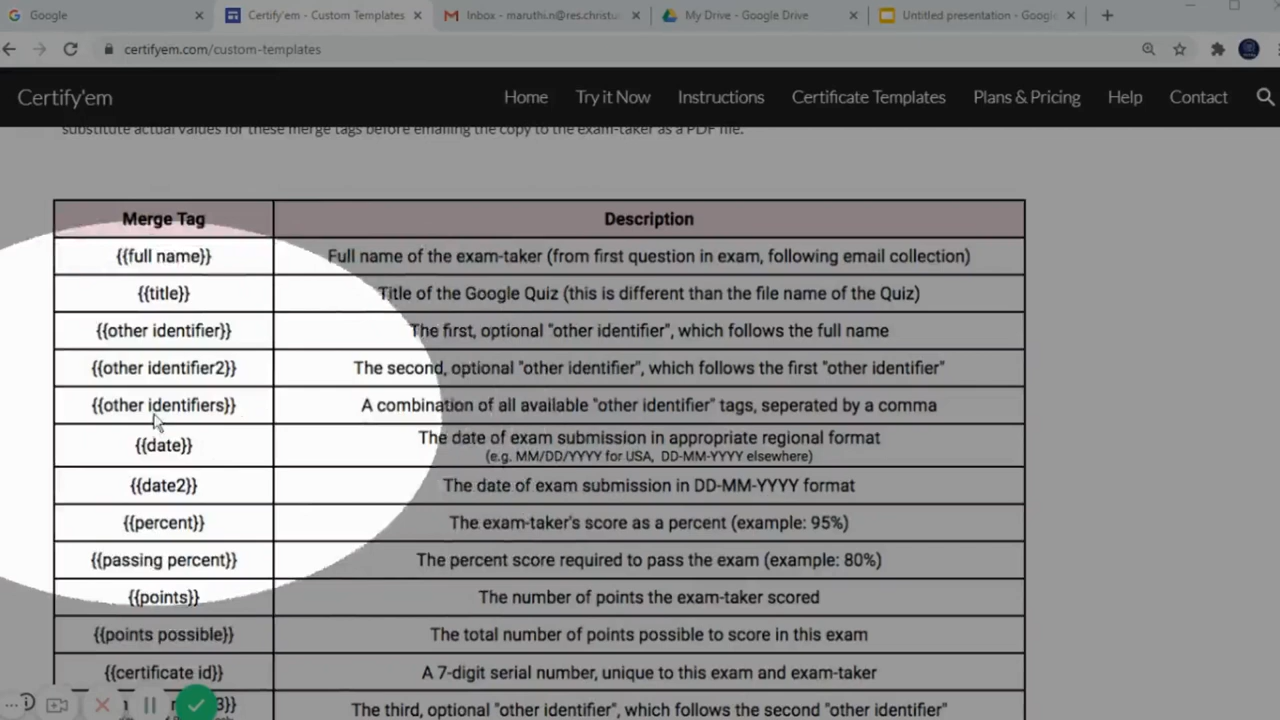 Google
Certify'em - Custom Templates
Inbox - maruthi.n@res.christu
My Drive - Google Drive
Untitled presentation - Goog
certifyem.com/custom-templates
Certify'em
Home
Try it Now
Instructions
Certificate Templates
Plans & Pricing
Help
Contact
substitute actual values for these merge tags before emailing the copy to the exam-taker as a PDF file.
Merge Tag Description
{{full name}} Full name of the exam-taker (from first question in exam, following email collection)
{{title}} Title of the Google Quiz (this is different than the file name of the Quiz)
{{other identifier}} The first, optional "other identifier", which follows the full name
{{other identifier2}} The second, optional "other identifier", which follows the first "other identifier"
{{other identifiers}} A combination of all available "other identifier" tags, seperated by a comma
{{date}} The date of exam submission in appropriate regional format
(e.g. MM/DD/YYYY for USA, DD-MM-YYYY elsewhere)
{{date2}} The date of exam submission in DD-MM-YYYY format
{{percent}} The exam-taker's score as a percent (example: 95%)
{{passing percent}} The percent score required to pass the exam (example: 80%)
{{points}} The number of points the exam-taker scored
{{points possible}} The total number of points possible to score in this exam
{{certificate id}} A 7-digit serial number, unique to this exam and exam-taker
3}} The third, optional "other identifier", which follows the second "other identifier"